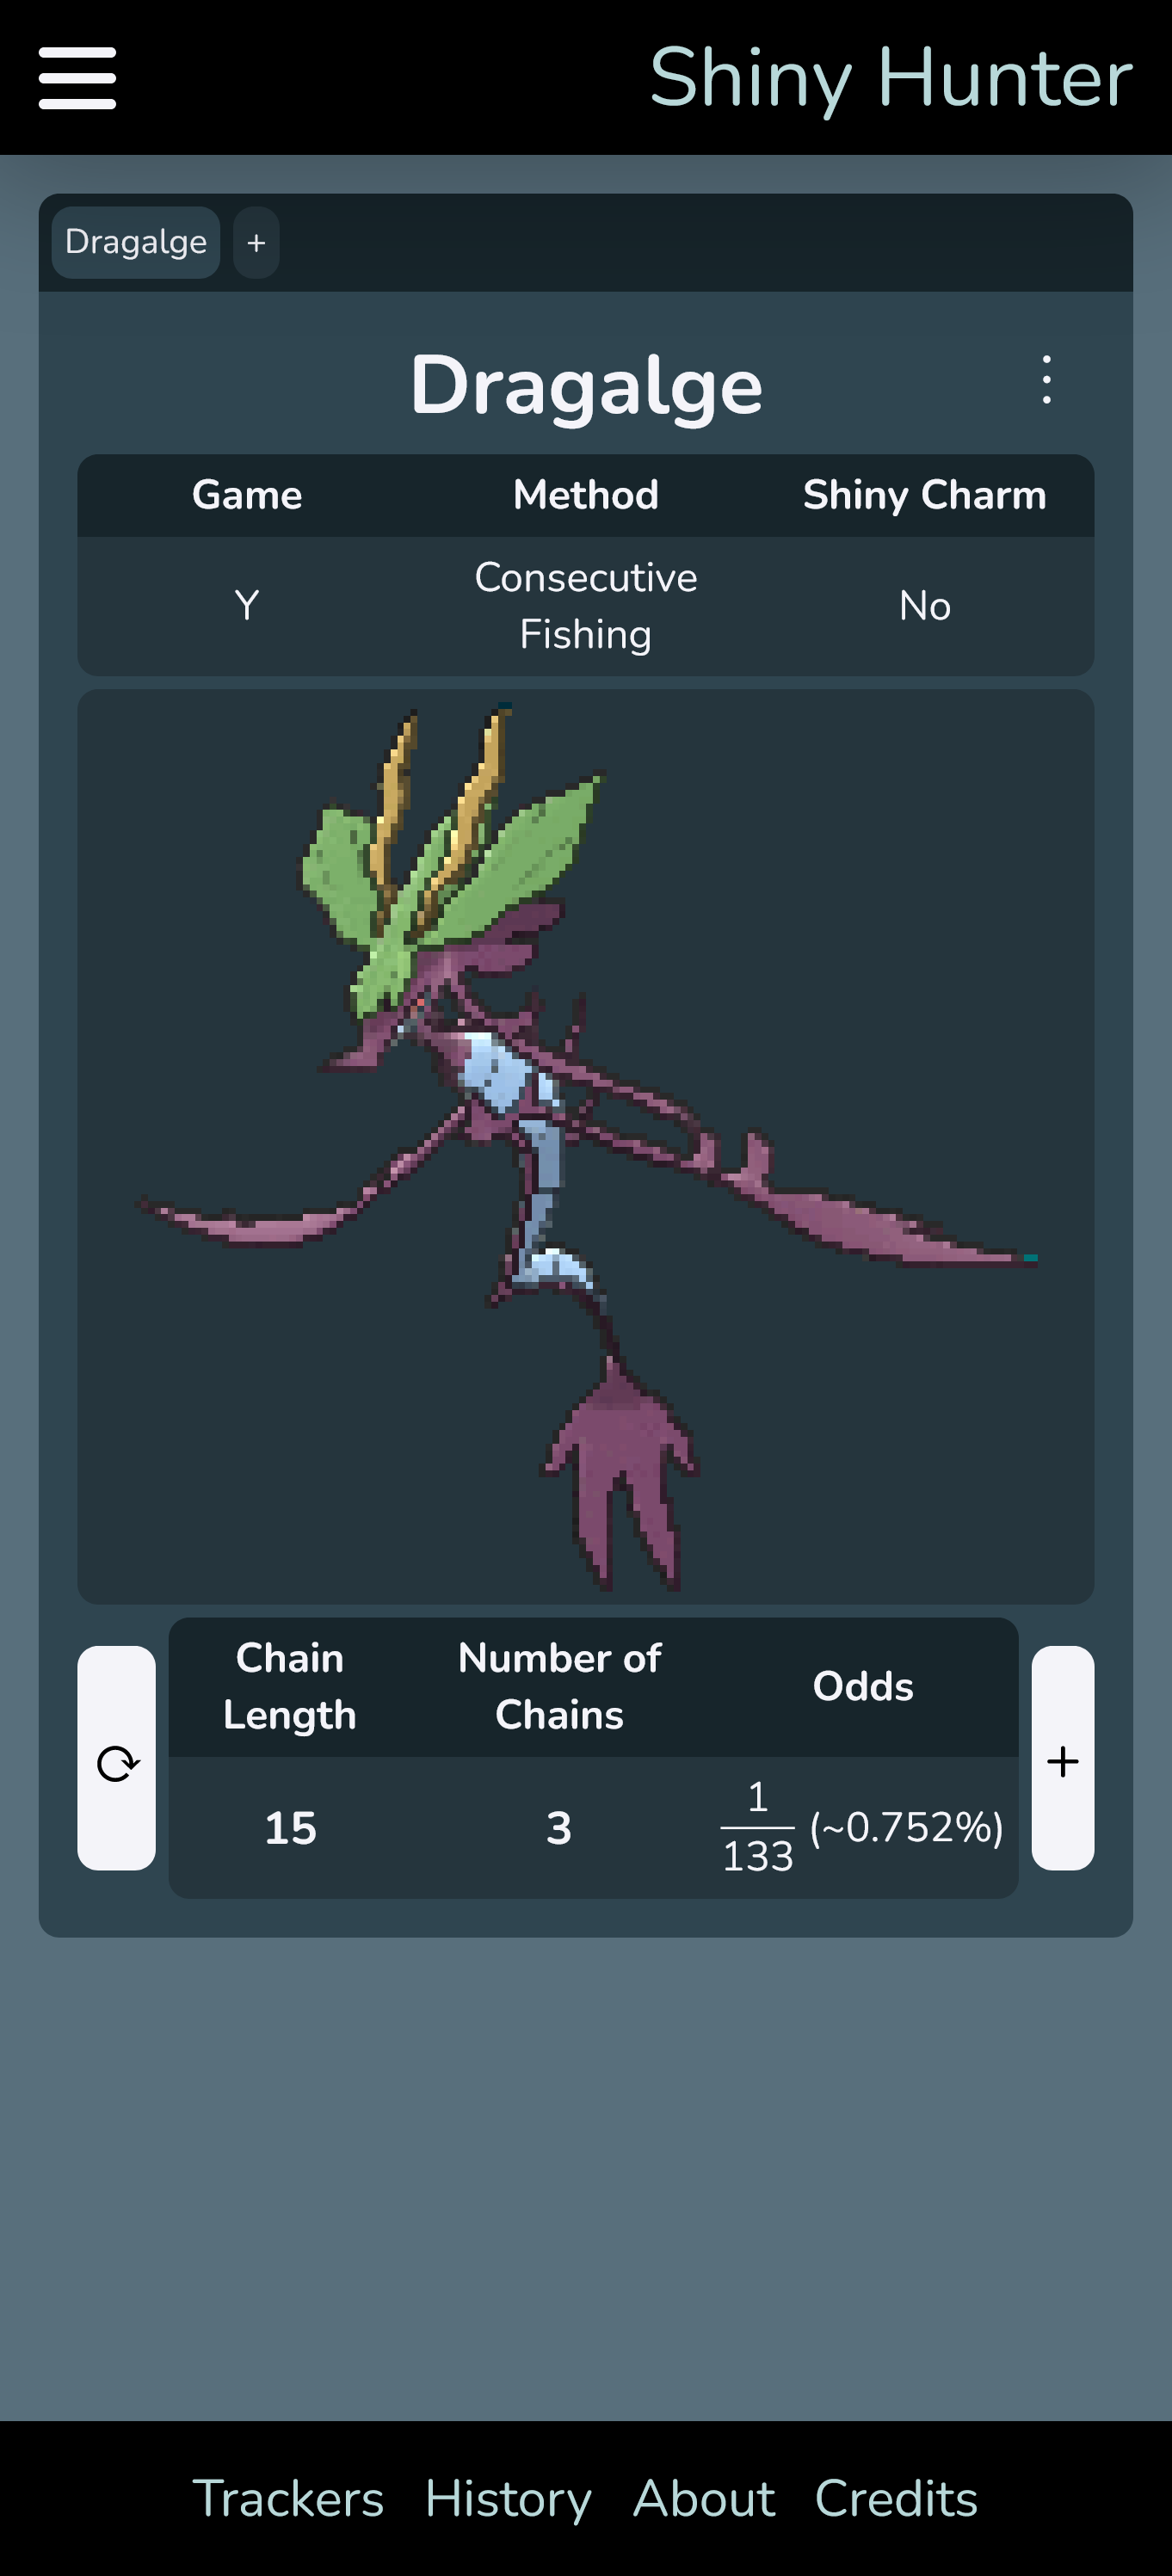 Shiny Hunter
Dragalge +
Dragalge
Game Method Shiny Charm
Y Consecutive Fishing No
Chain Length Number of Chains Odds
15 3 1/133 (~0.752%)
+
Trackers History About Credits